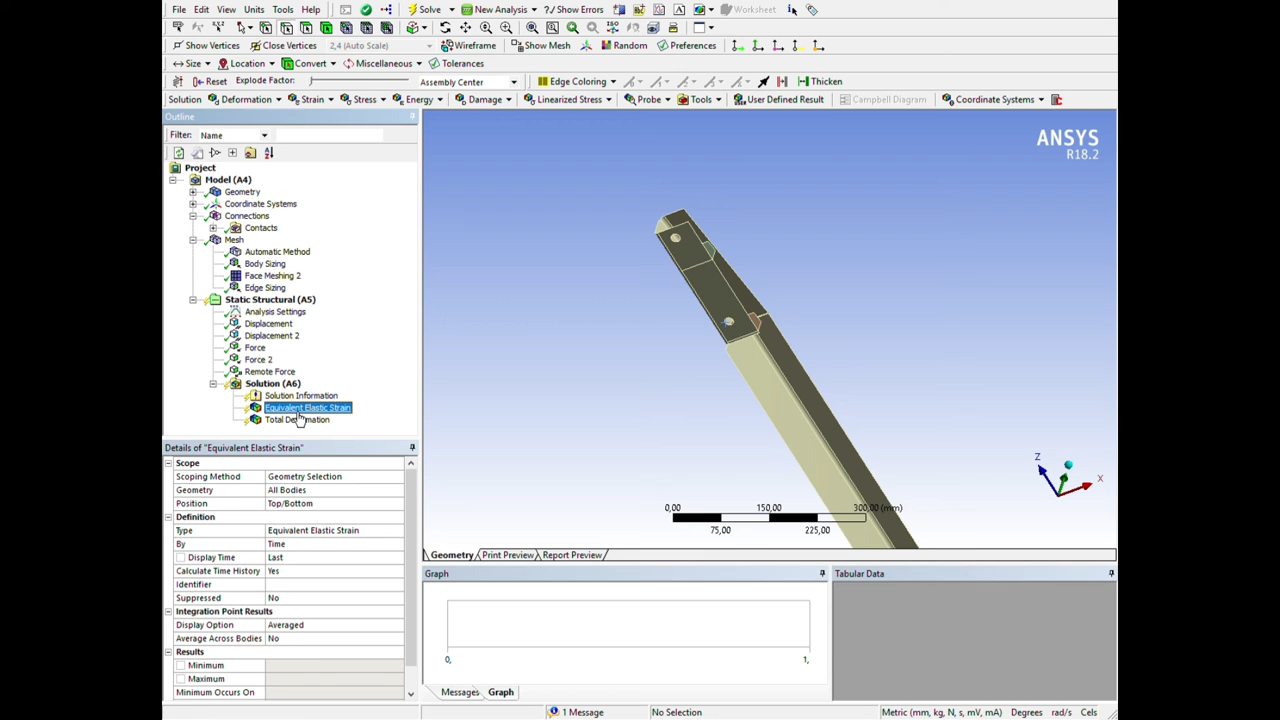 File Edit View Units Tools Help Solve New Analysis Show Errors Worksheet
Show Vertices Close Vertices 2,4 (Auto Scale) Wireframe Show Mesh Random Preferences
Size Location Convert Miscellaneous Tolerances
Reset Explode Factor: Assembly Center Edge Coloring Thicken
Solution Deformation Strain Stress Energy Damage Linearized Stress Probe Tools User Defined Result Campbell Diagram Coordinate Systems
Outline
Filter: Name
Project
Model (A4)
Geometry
Coordinate Systems
Connections
Contacts
Mesh
Automatic Method
Body Sizing
Face Meshing 2
Edge Sizing
Static Structural (A5)
Analysis Settings
Displacement
Displacement 2
Force
Force 2
Remote Force
Solution (A6)
Solution Information
Equivalent Elastic Strain
Total Deformation
Details of "Equivalent Elastic Strain"
Scope
Scoping Method Geometry Selection
Geometry All Bodies
Position Top/Bottom
Definition
Type Equivalent Elastic Strain
By Time
Display Time Last
Calculate Time History Yes
Identifier
Suppressed No
Integration Point Results
Display Option Averaged
Average Across Bodies No
Results
Minimum
Maximum
Minimum Occurs On
ANSYS
R18.2
Z
X
0,00 150,00 300,00 (mm)
75,00 225,00
Geometry Print Preview Report Preview
Graph
0, 1,
Messages Graph
Tabular Data
1 Message No Selection Metric (mm, kg, N, s, mV, mA) Degrees rad/s Cels